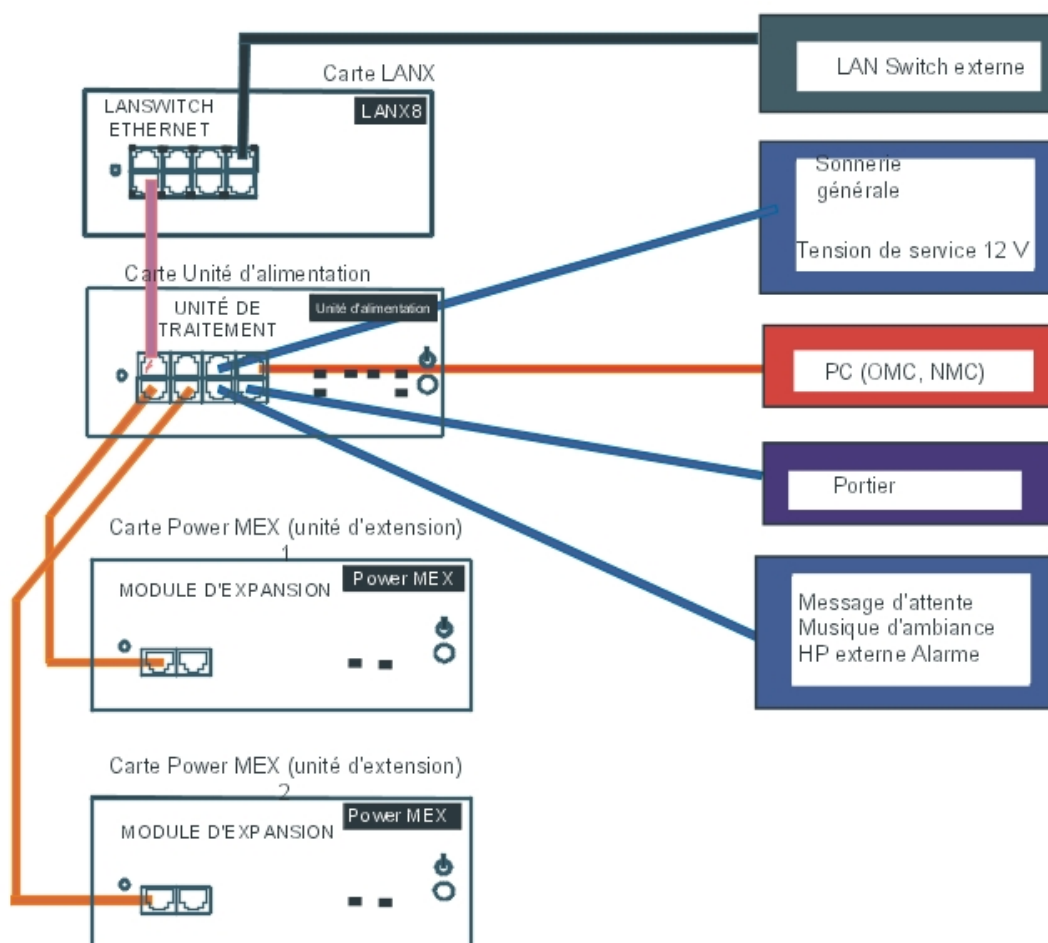 Carte LANX
LANSWITCH
ETHERNET
LANX8
LAN Switch externe
Sonnerie
générale
Tension de service 12 V
Carte Unité d'alimentation
UNITÉ DE
TRAITEMENT
Unité d'alimentation
PC (OMC, NMC)
Portier
Carte Power MEX (unité d'extension)
1
MODULE D'EXPANSION
Power MEX
Message d'attente
Musique d'ambiance
HP externe Alarme
Carte Power MEX (unité d'extension)
2
MODULE D'EXPANSION
Power MEX